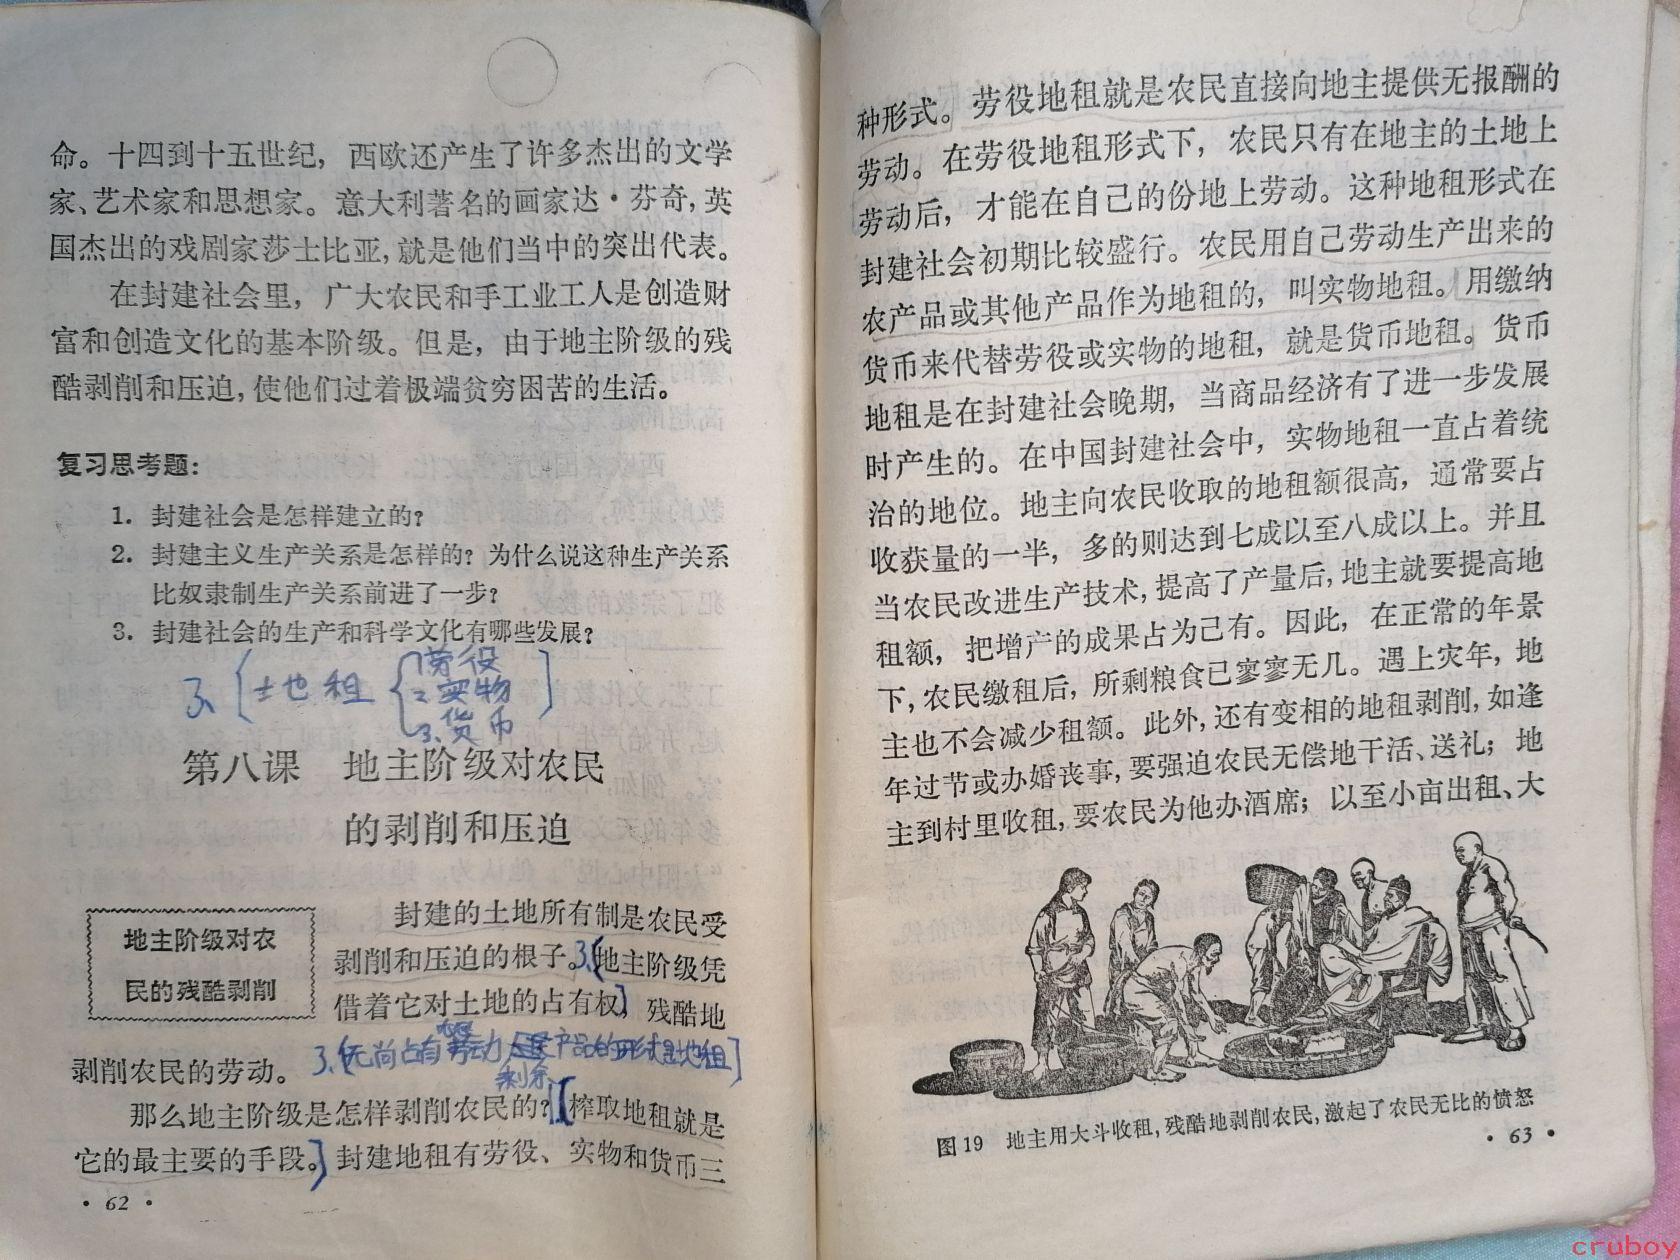 命。十四到十五世纪，西欧还产生了许多杰出的文学
家、艺术家和思想家。意大利著名的画家达·芬奇，英
国杰出的戏剧家莎士比亚，就是他们当中的突出代表。
在封建社会里，广大农民和手工业工人是创造财
富和创造文化的基本阶级。但是，由于地主阶级的残
酷剥削和压迫，使他们过着极端贫穷困苦的生活。
复习思考题：
1. 封建社会是怎样建立的？
2. 封建主义生产关系是怎样的？为什么说这种生产关系
比奴隶制生产关系前进了一步？
3. 封建社会的生产和科学文化有哪些发展？
3、[土地租{1劳役
2实物
3、货币]
第八课 地主阶级对农民
的剥削和压迫
地主阶级对农
民的残酷剥削
封建的土地所有制是农民受
剥削和压迫的根子。3、[地主阶级凭
借着它对土地的占有权]残酷地
剥削农民的劳动。
3、[无尚占有
劳动
产品的形式是地租]
剩余
那么地主阶级是怎样剥削农民的？[榨取地租就是
它的最主要的手段。]封建地租有劳役、实物和货币三
· 62 ·
种形式。劳役地租就是农民直接向地主提供无报酬的
劳动。在劳役地租形式下，农民只有在地主的土地上
劳动后，才能在自己的份地上劳动。这种地租形式在
封建社会初期比较盛行。农民用自己劳动生产出来的
农产品或其他产品作为地租的，叫实物地租。用缴纳
货币来代替劳役或实物的地租，就是货币地租。货币
地租是在封建社会晚期，当商品经济有了进一步发展
时产生的。在中国封建社会中，实物地租一直占着统
治的地位。地主向农民收取的地租额很高，通常要占
收获量的一半，多的则达到七成以至八成以上。并且
当农民改进生产技术，提高了产量后，地主就要提高地
租额，把增产的成果占为己有。因此，在正常的年景
下，农民缴租后，所剩粮食已寥寥无几。遇上灾年，地
主也不会减少租额。此外，还有变相的地租剥削，如逢
年过节或办婚丧事，要强迫农民无偿地干活、送礼；地
主到村里收租，要农民为他办酒席；以至小亩出租、大
图19 地主用大斗收租，残酷地剥削农民，激起了农民无比的愤怒
· 63 ·
cruboy